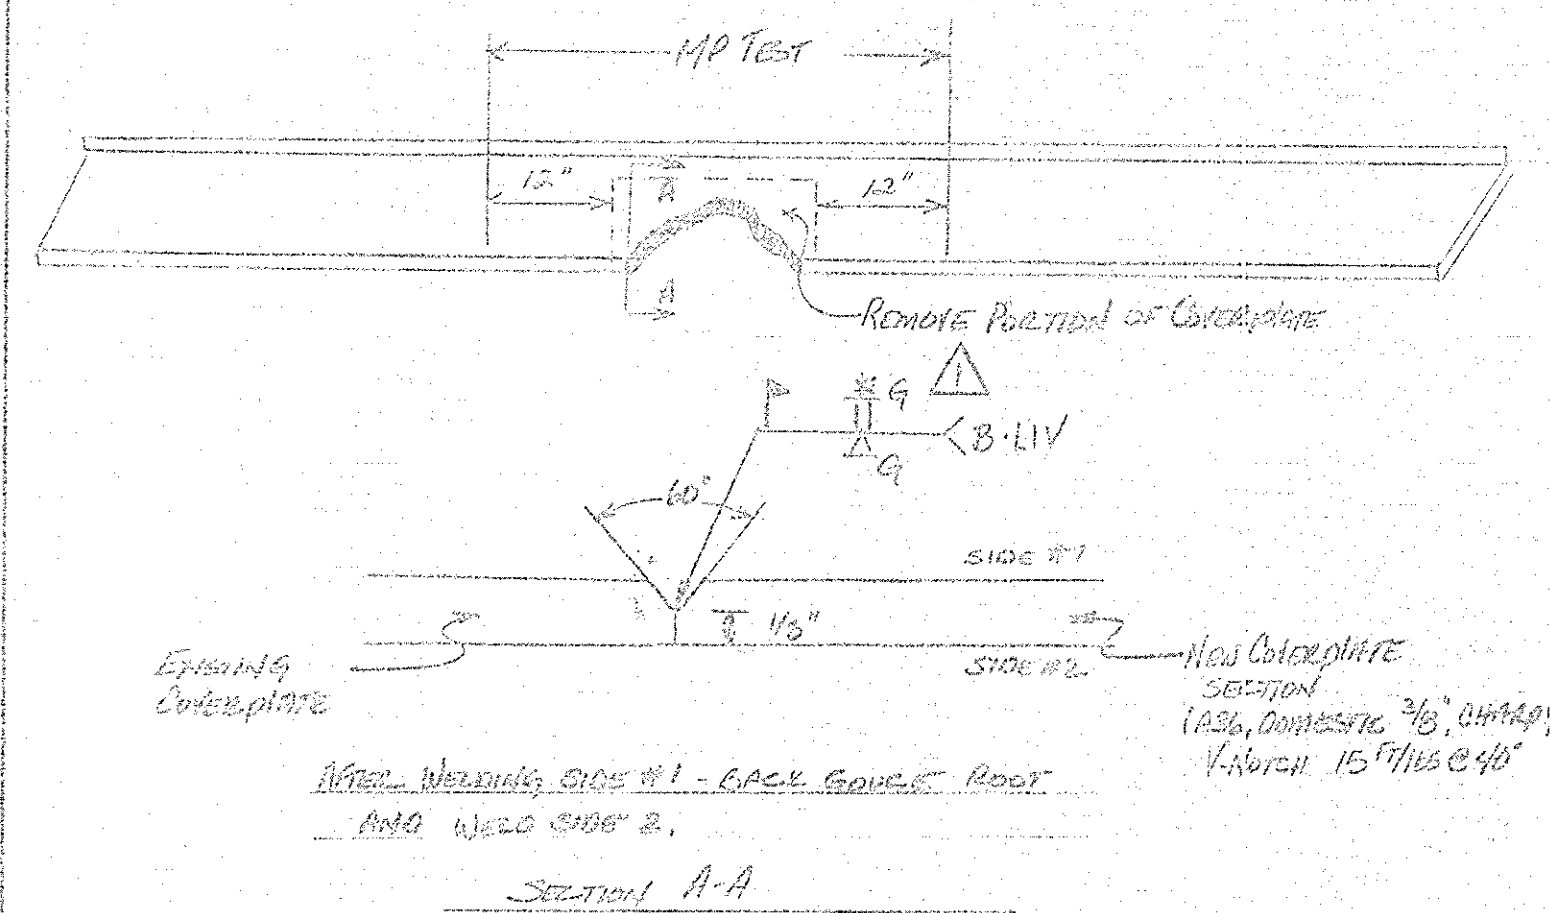 MP TEST
12"
A
12"
A
REMOVE PORTION OF COVERPLATE
1
G
B-L1V
G
60°
SIDE #1
1/8"
EXISTING
COVERPLATE
SIDE #2
NEW COVERPLATE
SECTION
(A36, DOMESTIC 3/8", CHARPY
V-NOTCH 15 FT/LBS @ 40°
AFTER WELDING SIDE #1 - BACK GOUGE ROOT
AND WELD SIDE 2.
SECTION A-A